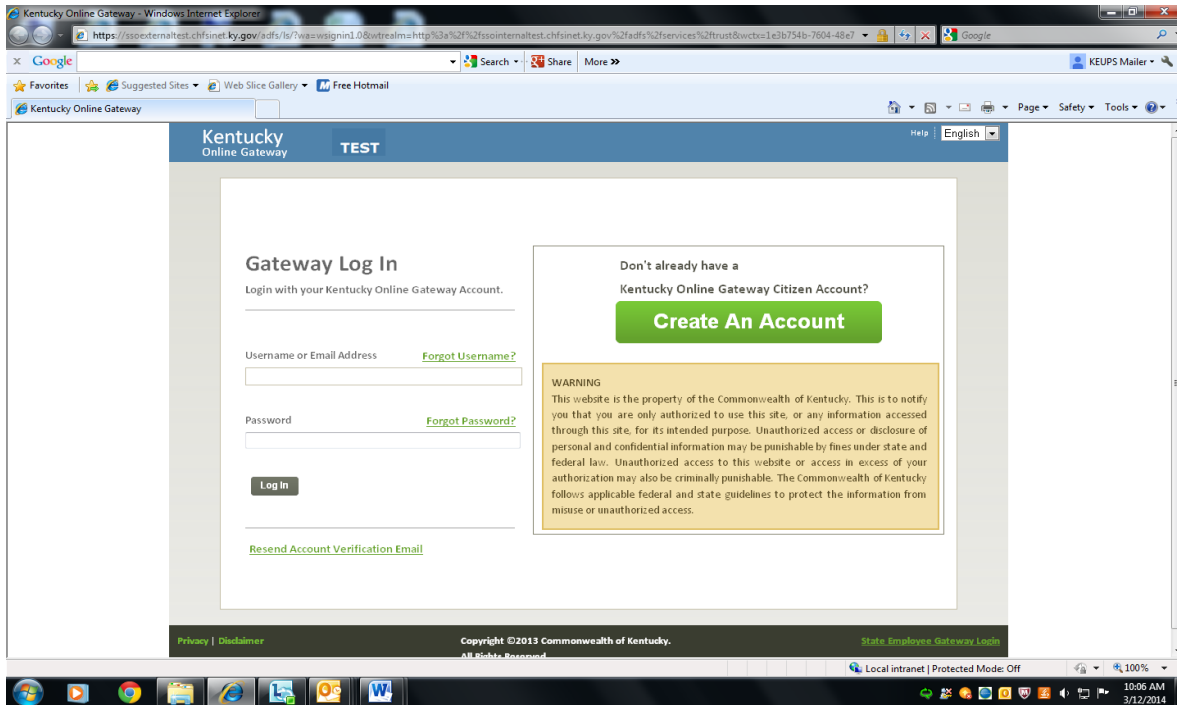 Kentucky Online Gateway - Windows Internet Explorer
https://ssoexternaltest.chfsinet.ky.gov/adfs/ls/?wa=wsignin1.0&wtrealm=http%3a%2f%2fssointernaltest.chfsinet.ky.gov%2fadfs%2fservices%2ftrust&wctx=1e3b754b-7604-48e7
Google
x Google Search Share More >> KEUPS Mailer
Favorites Suggested Sites Web Slice Gallery Free Hotmail
Kentucky Online Gateway Page Safety Tools
Kentucky
Online Gateway
TEST
Help English
Gateway Log In
Login with your Kentucky Online Gateway Account.
Username or Email Address Forgot Username?
Password Forgot Password?
Log In
Resend Account Verification Email
Don't already have a
Kentucky Online Gateway Citizen Account?
Create An Account
WARNING
This website is the property of the Commonwealth of Kentucky. This is to notify
you that you are only authorized to use this site, or any information accessed
through this site, for its intended purpose. Unauthorized access or disclosure of
personal and confidential information may be punishable by fines under state and
federal law. Unauthorized access to this website or access in excess of your
authorization may also be criminally punishable. The Commonwealth of Kentucky
follows applicable federal and state guidelines to protect the information from
misuse or unauthorized access.
Privacy | Disclaimer
Copyright ©2013 Commonwealth of Kentucky.
All Rights Reserved
State Employee Gateway Login
Local intranet | Protected Mode: Off 100%
10:06 AM
3/12/2014